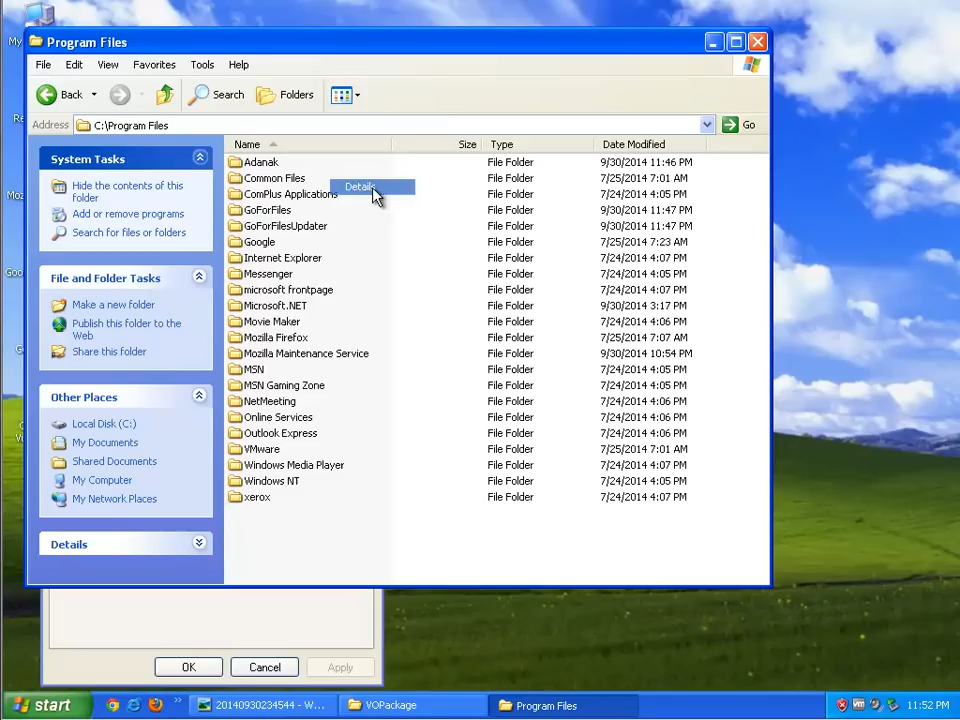 My
Program Files
File Edit View Favorites Tools Help
Back Search Folders
Address C:\Program Files Go
Name Size Type Date Modified
System Tasks
Hide the contents of this
folder
Add or remove programs
Search for files or folders
File and Folder Tasks
Make a new folder
Publish this folder to the
Web
Share this folder
Other Places
Local Disk (C:)
My Documents
Shared Documents
My Computer
My Network Places
Details
Adanak File Folder 9/30/2014 11:46 PM
Common Files File Folder 7/25/2014 7:01 AM
Details
ComPlus Applications File Folder 7/24/2014 4:05 PM
GoForFiles File Folder 9/30/2014 11:47 PM
GoForFilesUpdater File Folder 9/30/2014 11:47 PM
Google File Folder 7/25/2014 7:23 AM
Internet Explorer File Folder 7/24/2014 4:07 PM
Messenger File Folder 7/24/2014 4:05 PM
microsoft frontpage File Folder 7/24/2014 4:07 PM
Microsoft.NET File Folder 9/30/2014 3:17 PM
Movie Maker File Folder 7/24/2014 4:06 PM
Mozilla Firefox File Folder 7/25/2014 7:07 AM
Mozilla Maintenance Service File Folder 9/30/2014 10:54 PM
MSN File Folder 7/24/2014 4:05 PM
MSN Gaming Zone File Folder 7/24/2014 4:05 PM
NetMeeting File Folder 7/24/2014 4:06 PM
Online Services File Folder 7/24/2014 4:06 PM
Outlook Express File Folder 7/24/2014 4:06 PM
VMware File Folder 7/25/2014 7:01 AM
Windows Media Player File Folder 7/24/2014 4:07 PM
Windows NT File Folder 7/24/2014 4:05 PM
xerox File Folder 7/24/2014 4:07 PM
Re
Moz
Goo
OK Cancel Apply
start 20140930234544 - W... VOPackage Program Files 11:52 PM